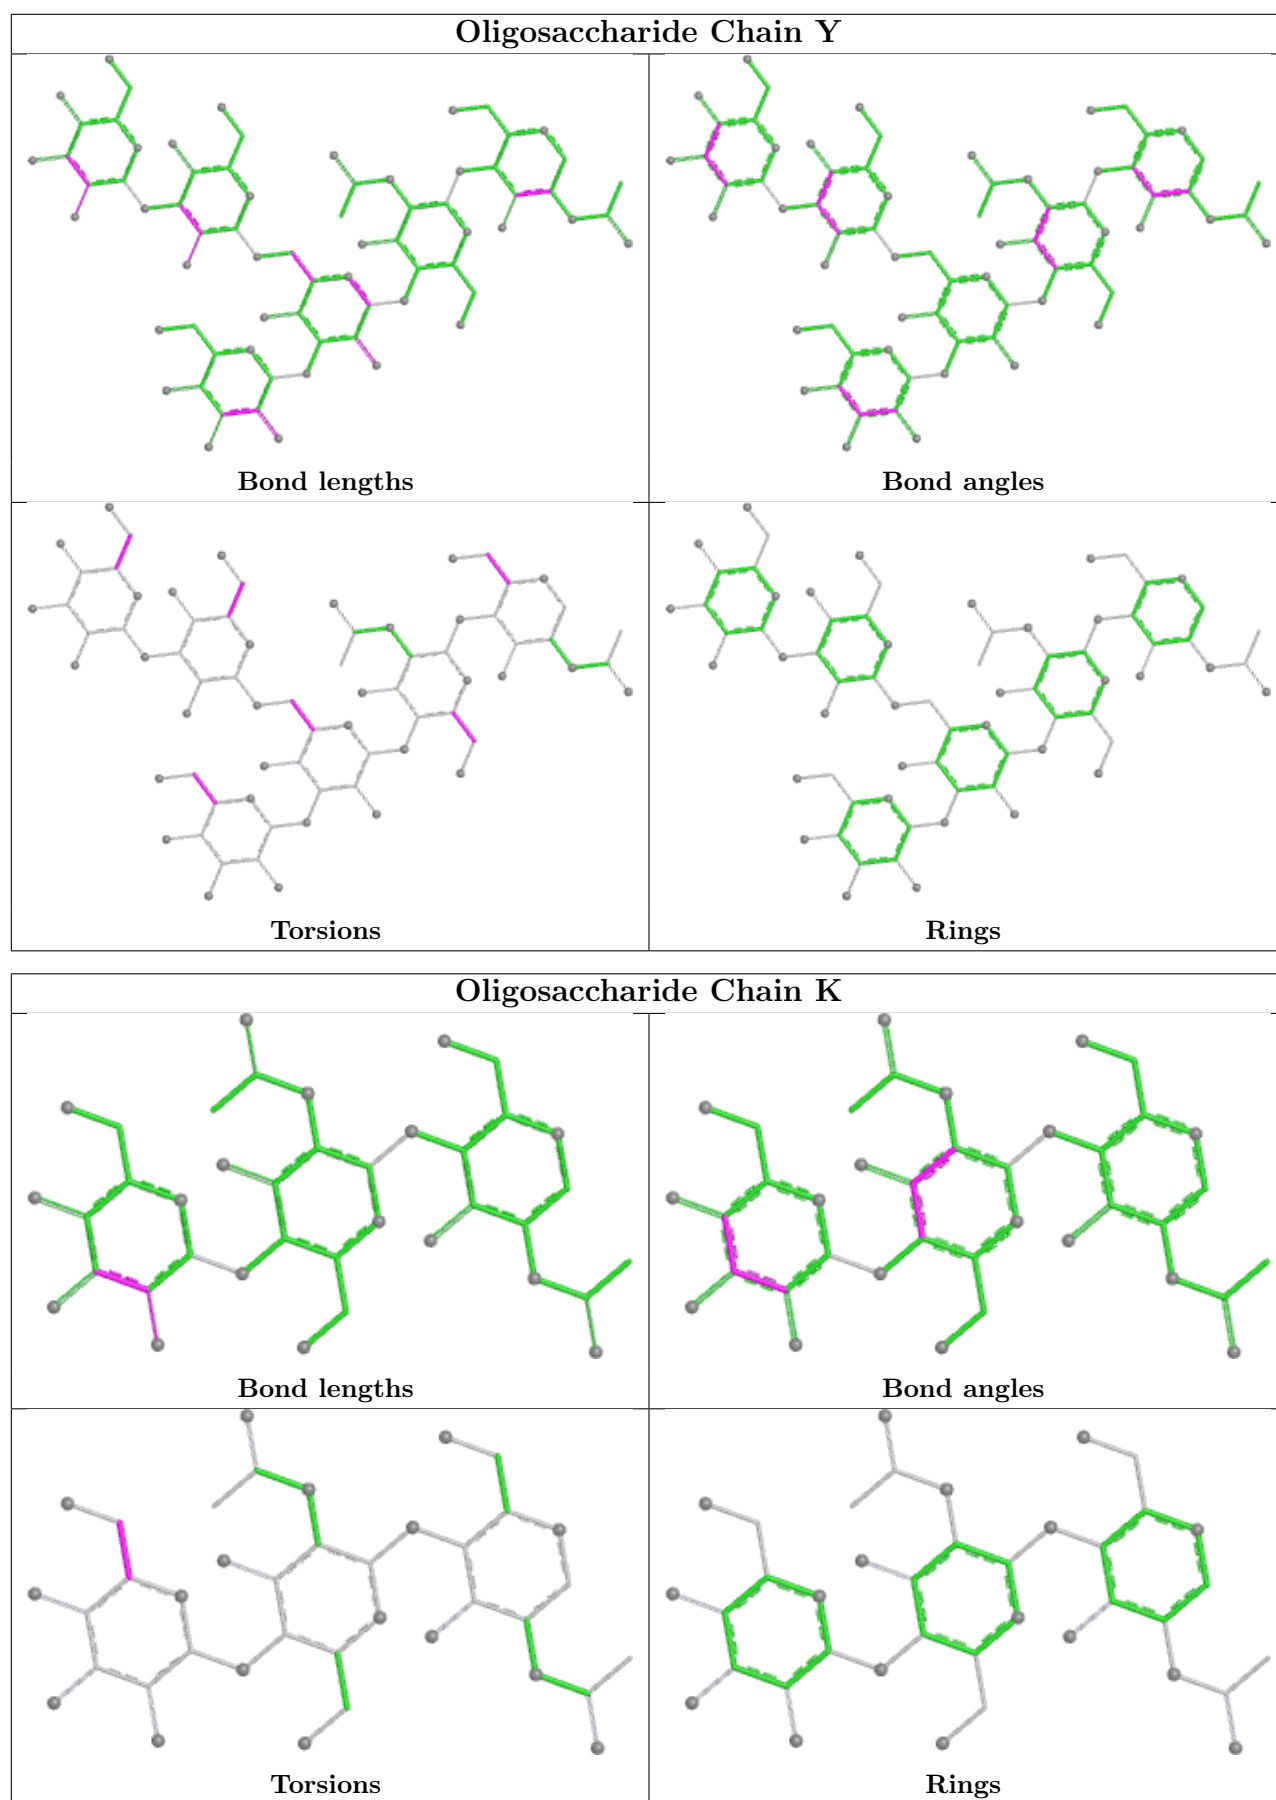 Oligosaccharide Chain Y
Bond lengths
Bond angles
Torsions
Rings
Oligosaccharide Chain K
Bond lengths
Bond angles
Torsions
Rings